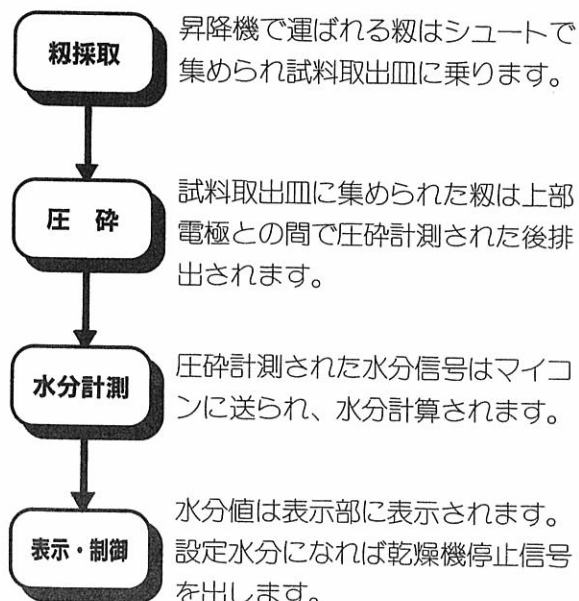 籾採取
昇降機で運ばれる籾はシュートで
集められ試料取出皿に乗ります。
圧 砕
試料取出皿に集められた籾は上部
電極との間で圧砕計測された後排
出されます。
水分計測
圧砕計測された水分信号はマイコ
ンに送られ、水分計算されます。
表示・制御
水分値は表示部に表示されます。
設定水分になれば乾燥機停止信号
を出します。